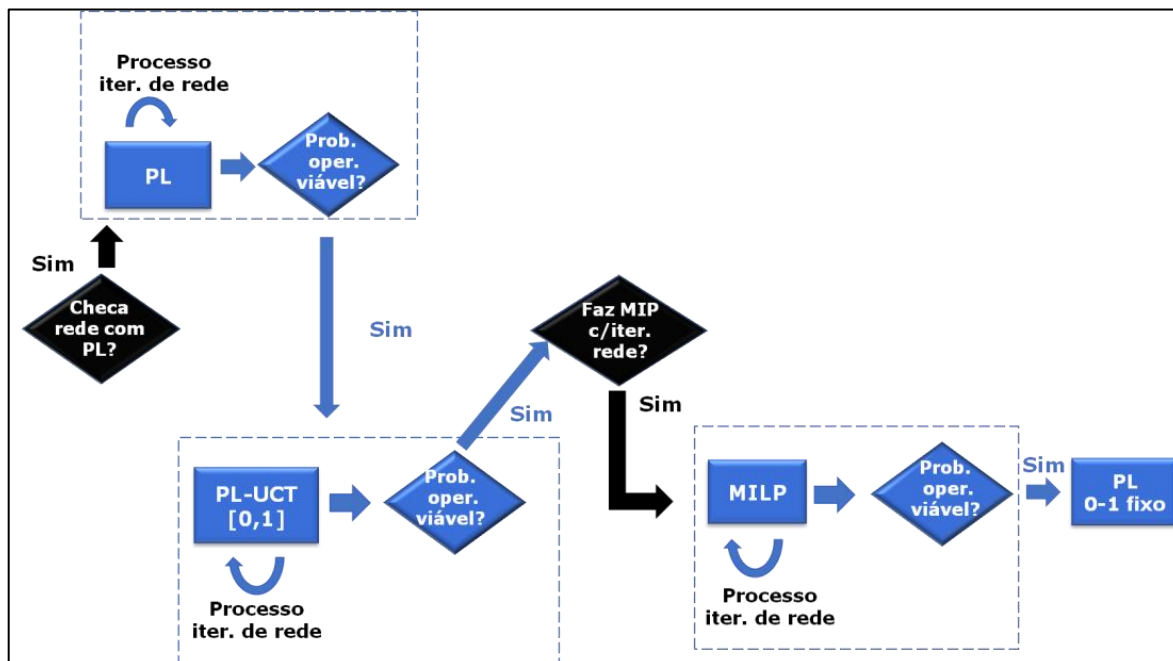 Processo
iter. de rede
PL
Prob.
oper.
viável?
Sim
Checa
rede com
PL?
Sim
Faz MIP
c/iter.
rede?
Sim
Sim
PL-UCT
[0,1]
Prob.
oper.
viável?
Processo
iter. de rede
MILP
Prob.
oper.
viável?
Sim
PL
0-1 fixo
Processo
iter. de rede